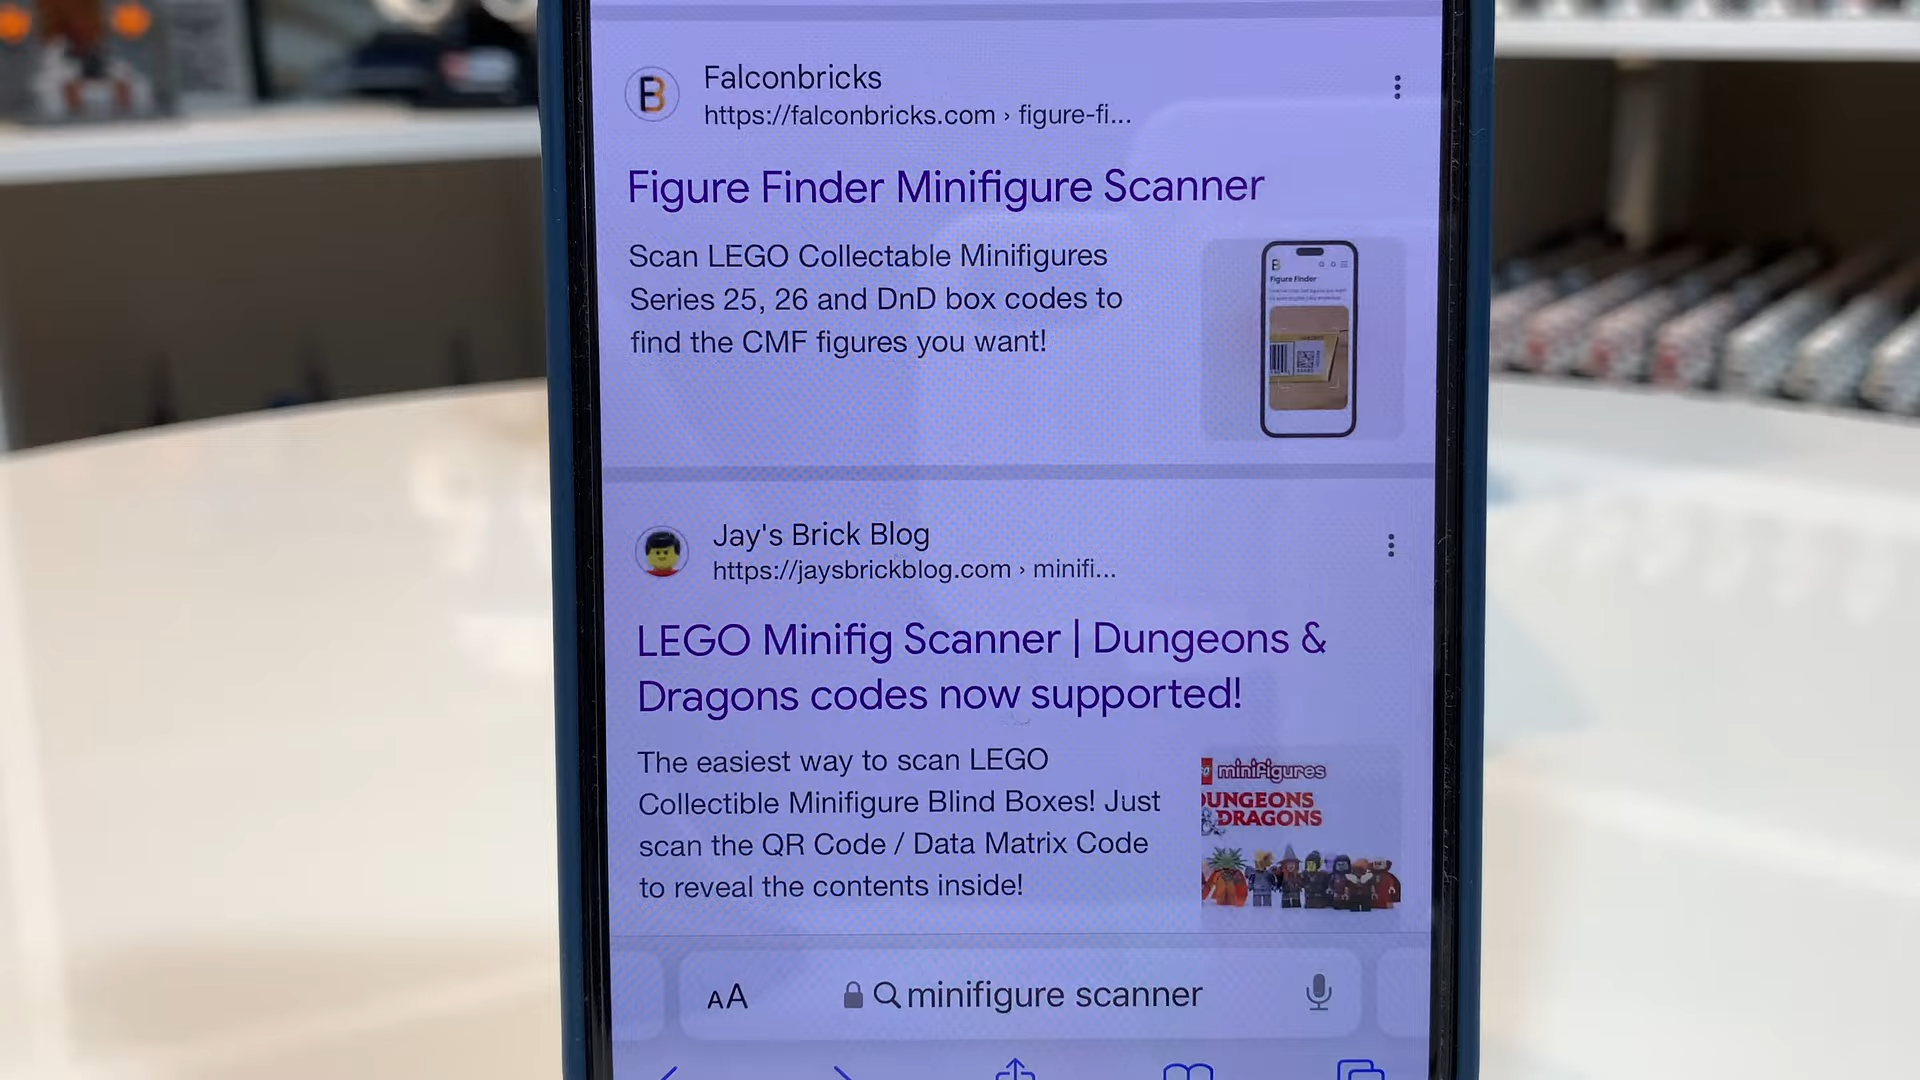 Falconbricks
https://falconbricks.com › figure-fi...
Figure Finder Minifigure Scanner
Scan LEGO Collectable Minifigures
Series 25, 26 and DnD box codes to
find the CMF figures you want!
Figure Finder
Jay's Brick Blog
https://jaysbrickblog.com › minifi...
LEGO Minifig Scanner | Dungeons &
Dragons codes now supported!
The easiest way to scan LEGO
Collectible Minifigure Blind Boxes! Just
scan the QR Code / Data Matrix Code
to reveal the contents inside!
minifigures
UNGEONS
DRAGONS
AA minifigure scanner